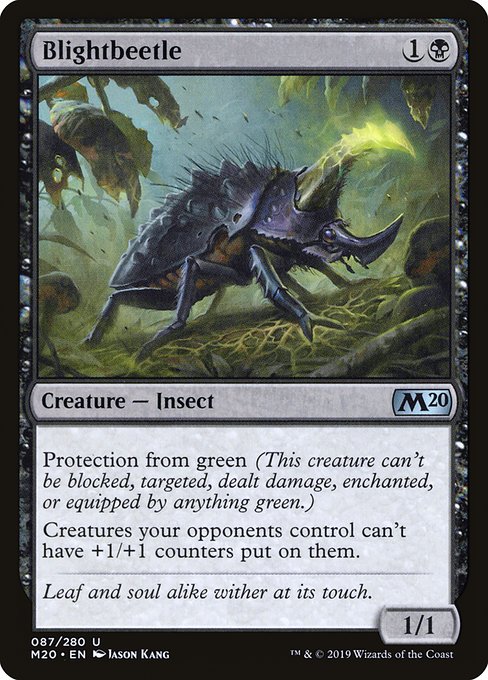 Blightbeetle 1
Creature — Insect M20
Protection from green (This creature can't
be blocked, targeted, dealt damage, enchanted,
or equipped by anything green.)
Creatures your opponents control can't
have +1/+1 counters put on them.
Leaf and soul alike wither at its touch.
1/1
087/280 U
M20 • EN Jason Kang
™ & © 2019 Wizards of the Coast